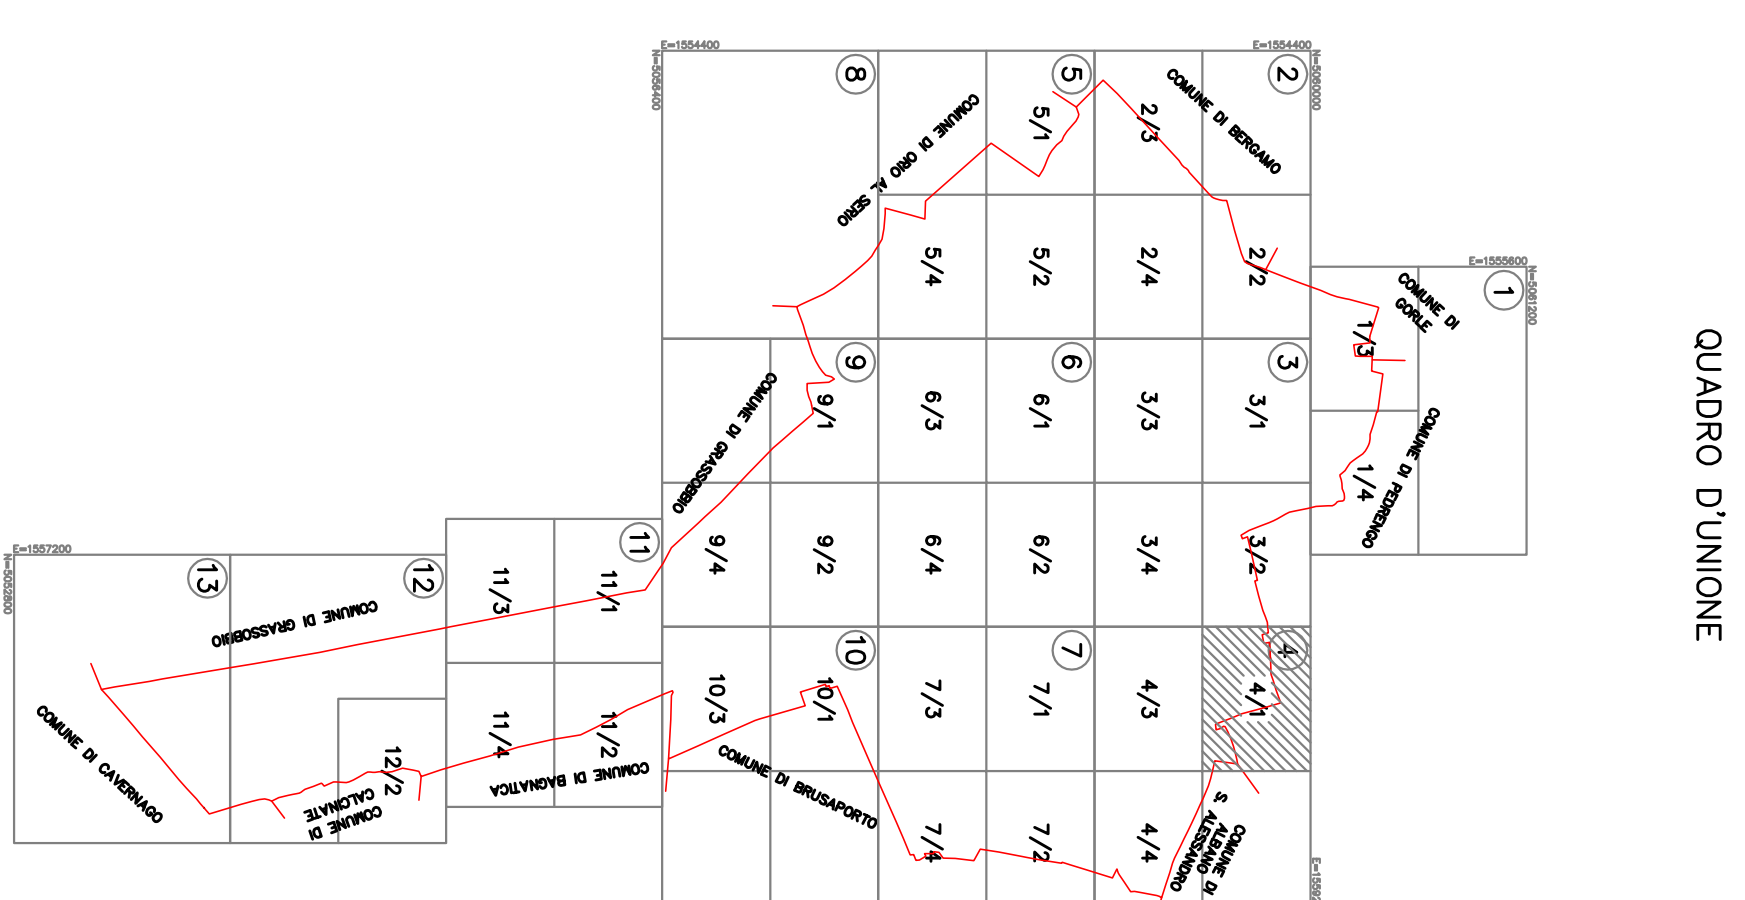 QUADRO D'UNIONE
E=1555600
N=5061200
1
COMUNE DI
GORLE
1/3
1/4
COMUNE DI PEDRENGO
E=1554400
N=5060000
2
COMUNE DI BERGAMO
2/2
3
3/1
3/2
4
4/1
COMUNE DI
ALBANO
S. ALESSANDRO
2/3
2/4
3/3
3/4
4/3
4/4
5
5/1
5/2
6/1
6/2
6
7
7/1
7/2
5/4
6/3
6/4
7/3
7/4
COMUNE DI ORIO AL SERIO
8
9
9/1
9/2
10
10/1
COMUNE DI BRUSAPORTO
E=1554400
N=5056400
COMUNE DI GRASSOBBIO
9/4
10/3
11
11/1
11/2
11/3
11/4
COMUNE DI BAGNATICA
12
12/2
COMUNE DI GRASSOBBIO
COMUNE DI
CALCINATE
13
COMUNE DI CAVERNAGO
E=1557200
N=5052800